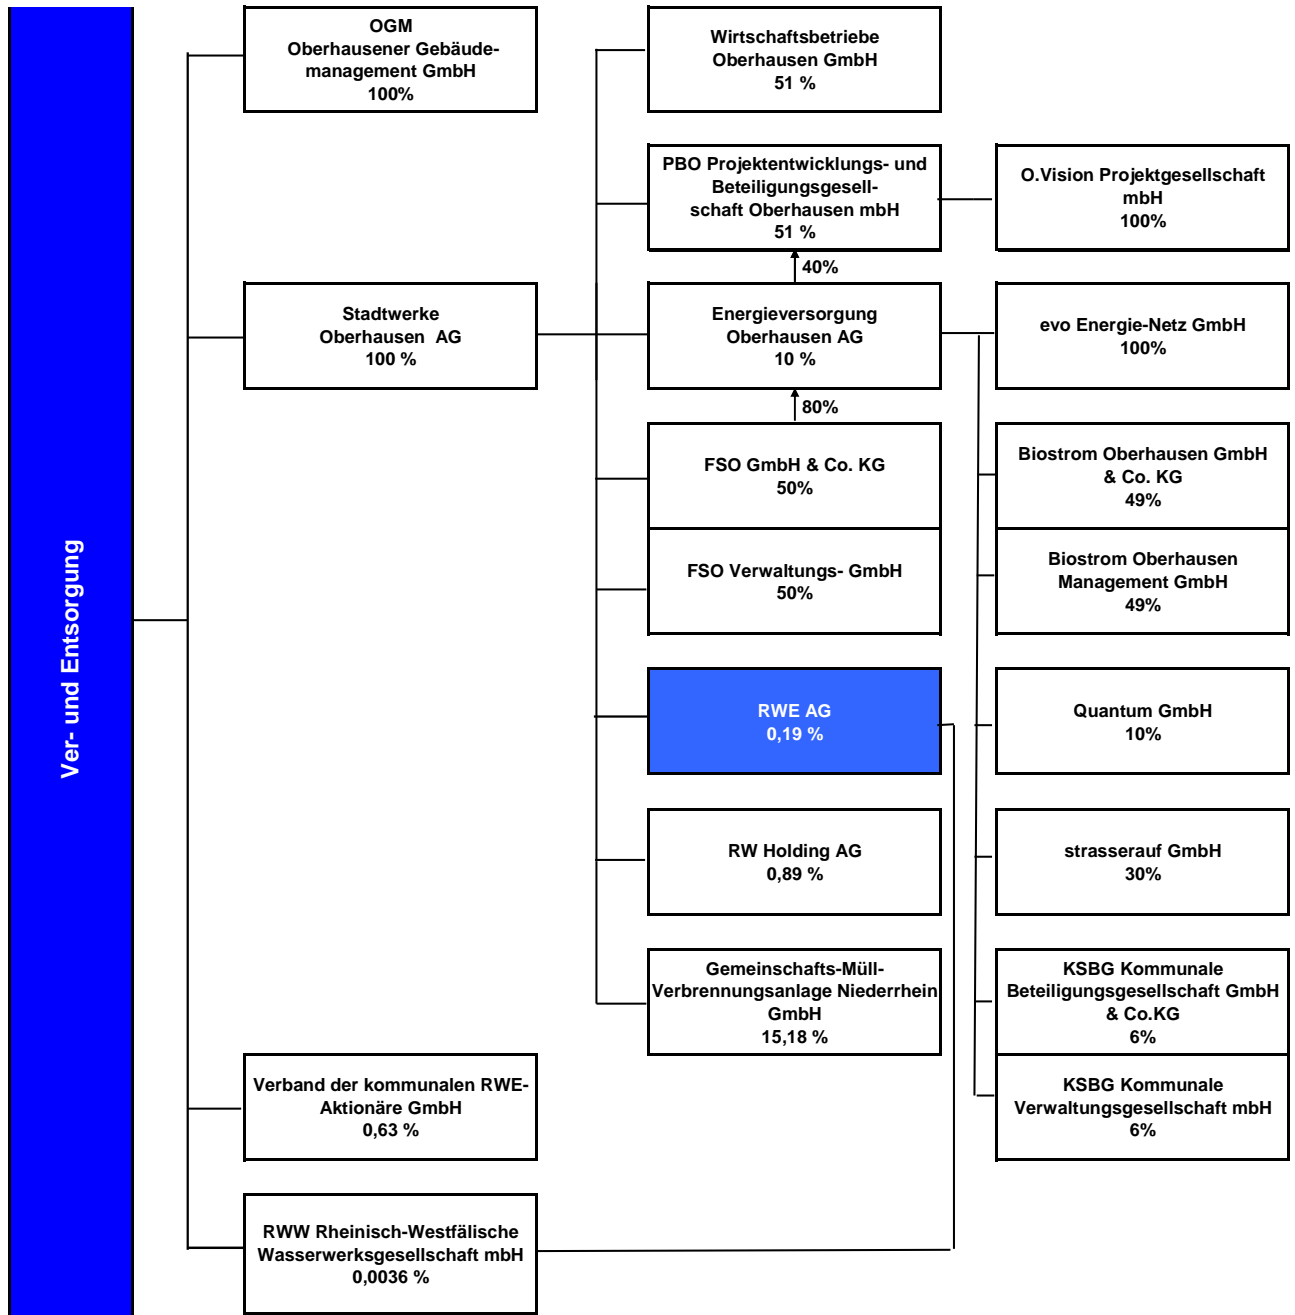 Ver- und Entsorgung
OGM
Oberhausener Gebäude-
management GmbH
100%
Stadtwerke
Oberhausen  AG
100 %
Verband der kommunalen RWE-
Aktionäre GmbH
0,63 %
RWW Rheinisch-Westfälische
Wasserwerksgesellschaft mbH
0,0036 %
Wirtschaftsbetriebe
Oberhausen GmbH
51 %
PBO Projektentwicklungs- und
Beteiligungsgesell-
schaft Oberhausen mbH
51 %
40%
Energieversorgung
Oberhausen AG
10 %
80%
FSO GmbH & Co. KG
50%
FSO Verwaltungs- GmbH
50%
RWE AG
0,19 %
RW Holding AG
0,89 %
Gemeinschafts-Müll-
Verbrennungsanlage Niederrhein
GmbH
15,18 %
O.Vision Projektgesellschaft
mbH
100%
evo Energie-Netz GmbH
100%
Biostrom Oberhausen GmbH
& Co. KG
49%
Biostrom Oberhausen
Management GmbH
49%
Quantum GmbH
10%
strasserauf GmbH
30%
KSBG Kommunale
Beteiligungsgesellschaft GmbH
& Co.KG
6%
KSBG Kommunale
Verwaltungsgesellschaft mbH
6%